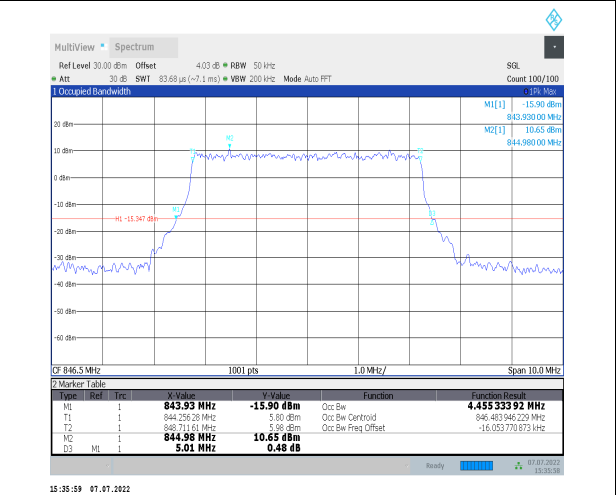 MultiView Spectrum
Ref Level 30.00 dBm Offset 4.03 dB RBW 50 kHz SGL
Att 30 dB SWT 83.68 µs (~7.1 ms) VBW 200 kHz Mode Auto FFT Count 100/100
1 Occupied Bandwidth 1Pk Max
M1[1] -15.90 dBm
843.93000 MHz
M2[1] 10.65 dBm
844.98000 MHz
20 dBm
10 dBm
0 dBm
-10 dBm
-20 dBm
-30 dBm
-40 dBm
-50 dBm
-60 dBm
M2
T1
T2
M1
D3
H1 -15.347 dBm
CF 846.5 MHz 1001 pts 1.0 MHz/ Span 10.0 MHz
2 Marker Table
Type Ref Trc X-Value Y-Value Function Function Result
M1 1 843.93 MHz -15.90 dBm Occ Bw 4.455 333 92 MHz
T1 1 844.256 28 MHz 5.80 dBm Occ Bw Centroid 846.483 946 229 MHz
T2 1 848.711 61 MHz 5.98 dBm Occ Bw Freq Offset -16.053 770 873 kHz
M2 1 844.98 MHz 10.65 dBm
D3 M1 1 5.01 MHz 0.48 dB
Ready 07.07.2022
15:35:58
15:35:59 07.07.2022